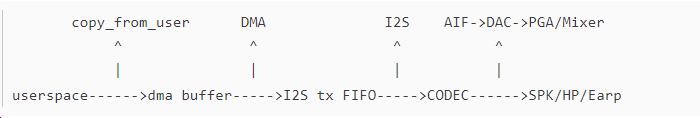 copy_from_user DMA I2S AIF->DAC->PGA/Mixer
^ ^ ^ ^
| | | |
userspace------>dma buffer----->I2S tx FIFO----->CODEC------>SPK/HP/Earp